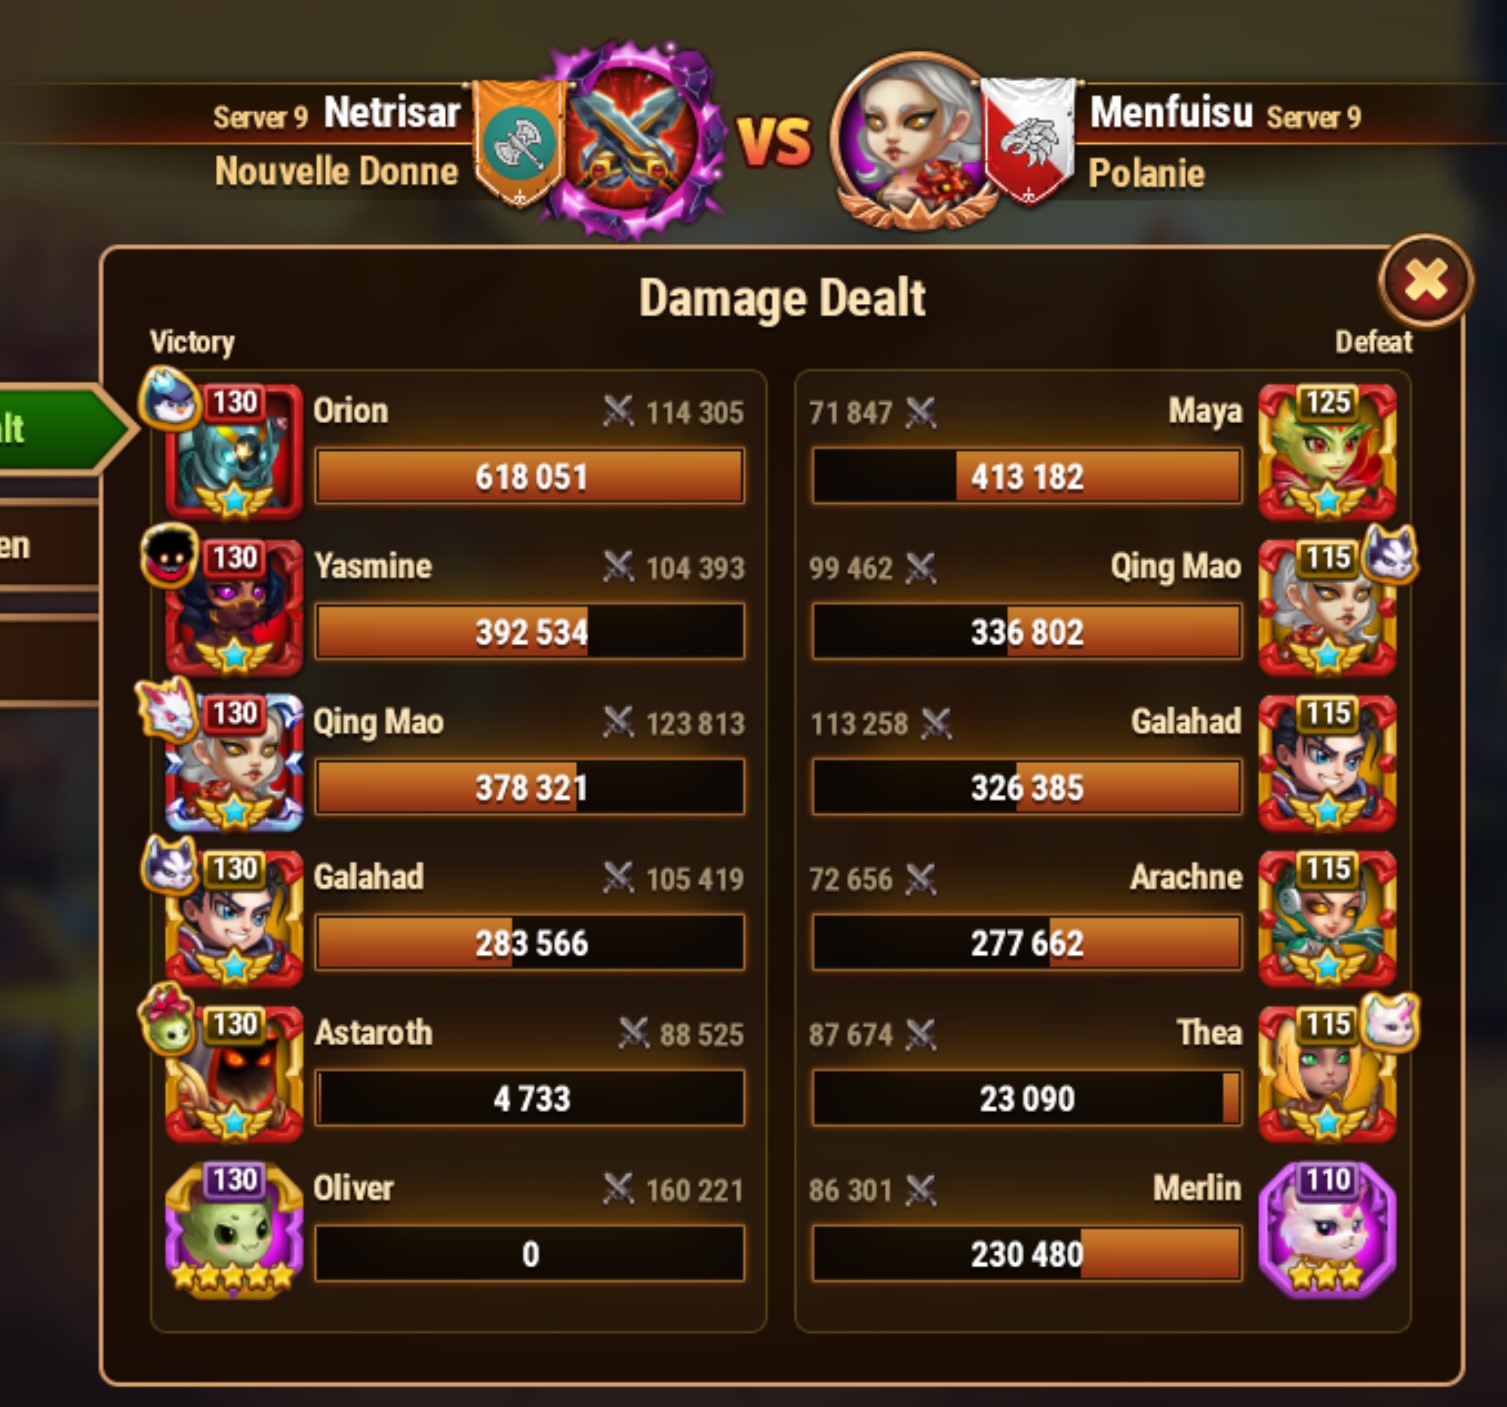 Server 9 Netrisar
Nouvelle Donne
VS
Menfuisu Server 9
Polanie
Damage Dealt
Victory
Defeat
lt
en
130 Orion 114 305
618 051
130 Yasmine 104 393
392 534
130 Qing Mao 123 813
378 321
130 Galahad 105 419
283 566
130 Astaroth 88 525
4 733
130 Oliver 160 221
0
71 847 Maya 125
413 182
99 462 Qing Mao 115
336 802
113 258 Galahad 115
326 385
72 656 Arachne 115
277 662
87 674 Thea 115
23 090
86 301 Merlin 110
230 480